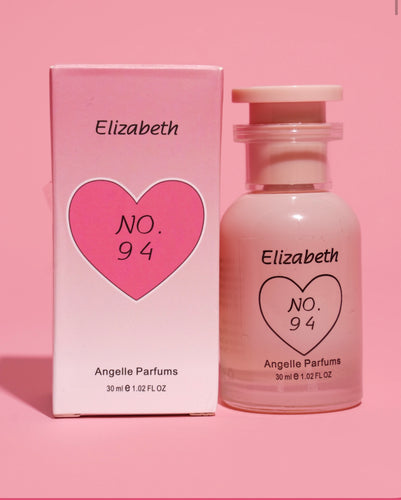 Elizabeth
NO.
94
Angelle Parfums
30 ml ℮ 1.02 FL OZ
Elizabeth
NO.
94
Angelle Parfums
30 ml ℮ 1.02 FL OZ